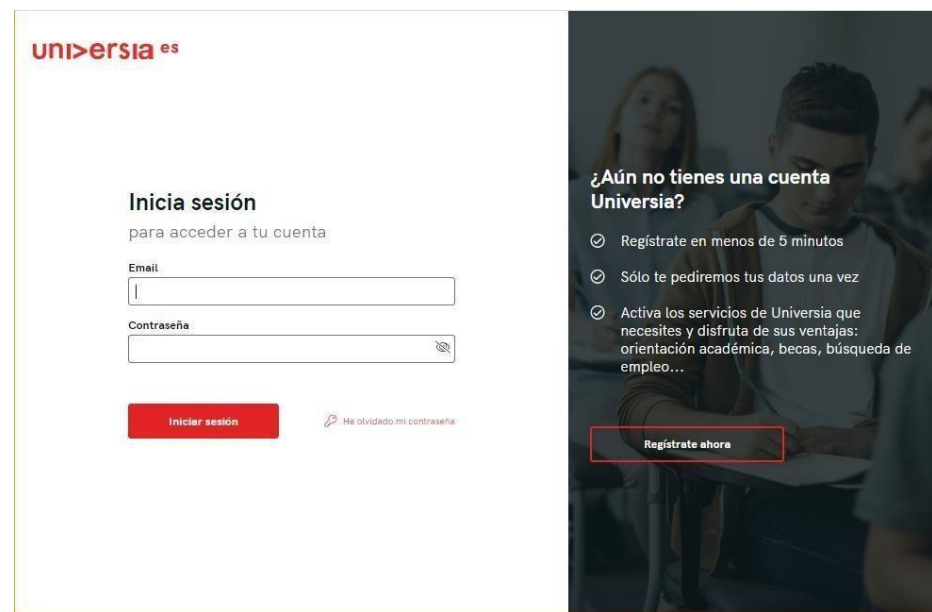 uni>ersia es
Inicia sesión
para acceder a tu cuenta
Email
Contraseña
Iniciar sesión
He olvidado mi contraseña
¿Aún no tienes una cuenta
Universia?
Regístrate en menos de 5 minutos
Sólo te pediremos tus datos una vez
Activa los servicios de Universia que
necesites y disfruta de sus ventajas:
orientación académica, becas, búsqueda de
empleo...
Regístrate ahora